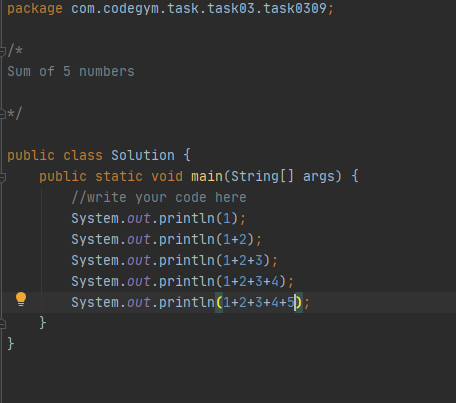 package com.codegym.task.task03.task0309;
/*
Sum of 5 numbers
*/
public class Solution {
public static void main(String[] args) {
//write your code here
System.out.println(1);
System.out.println(1+2);
System.out.println(1+2+3);
System.out.println(1+2+3+4);
System.out.println(1+2+3+4+5);
}
}